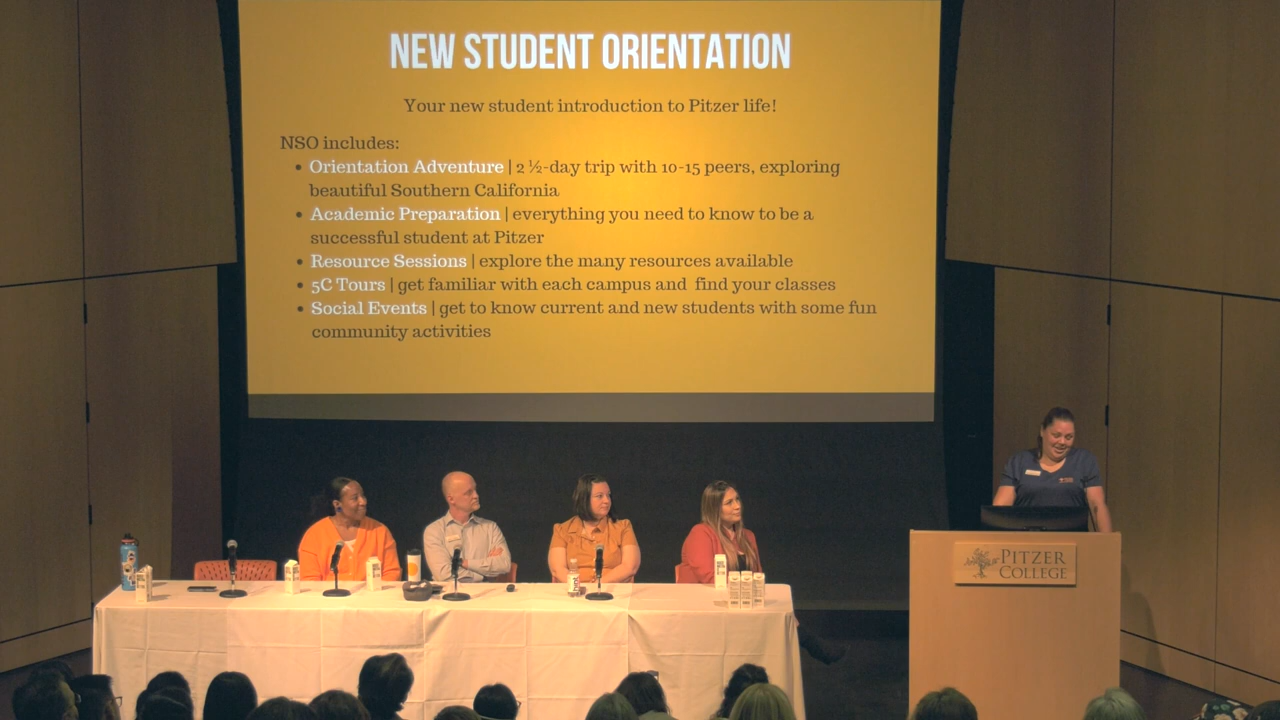 NEW STUDENT ORIENTATION
Your new student introduction to Pitzer life!
NSO includes:
• Orientation Adventure | 2 ½-day trip with 10-15 peers, exploring
beautiful Southern California
• Academic Preparation | everything you need to know to be a
successful student at Pitzer
• Resource Sessions | explore the many resources available
• 5C Tours | get familiar with each campus and find your classes
• Social Events | get to know current and new students with some fun
community activities
PITZER
COLLEGE